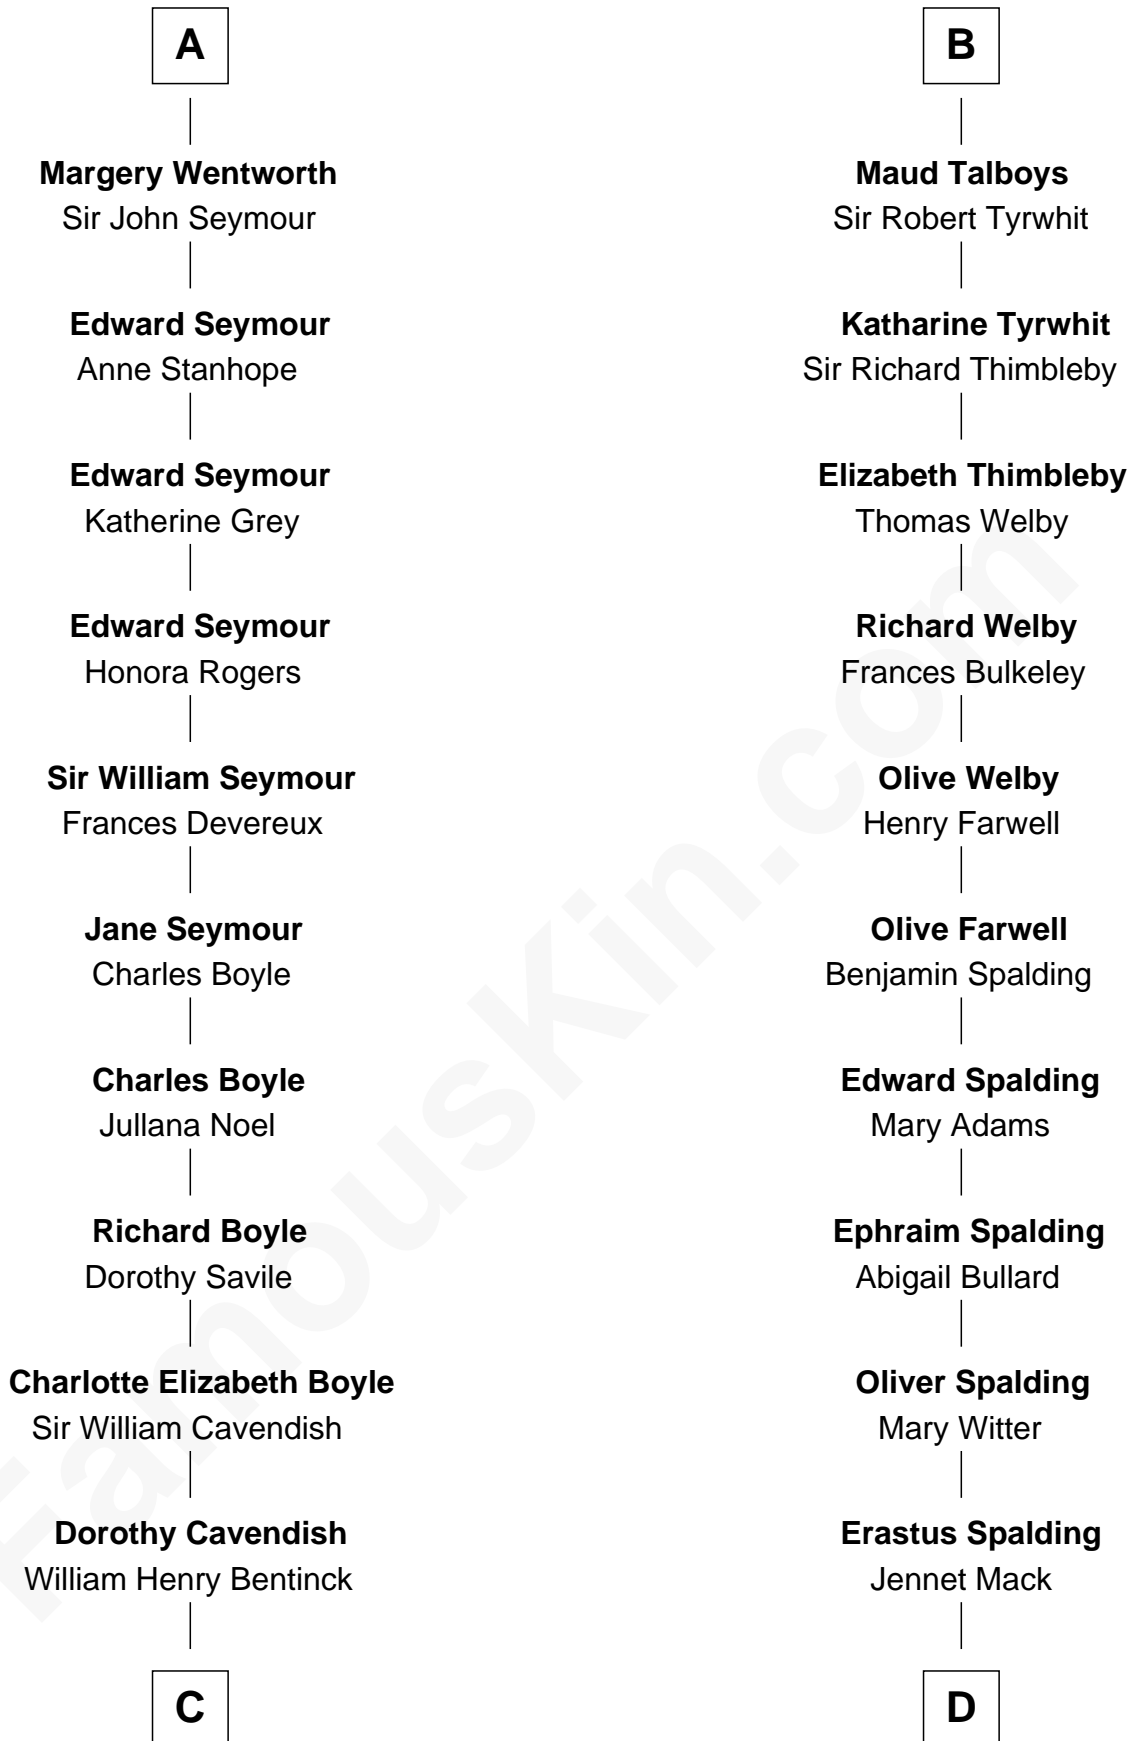 A
Margery Wentworth
Sir John Seymour
Edward Seymour
Anne Stanhope
Edward Seymour
Katherine Grey
Edward Seymour
Honora Rogers
Sir William Seymour
Frances Devereux
Jane Seymour
Charles Boyle
Charles Boyle
Jullana Noel
Richard Boyle
Dorothy Savile
Charlotte Elizabeth Boyle
Sir William Cavendish
Dorothy Cavendish
William Henry Bentinck
C
B
Maud Talboys
Sir Robert Tyrwhit
Katharine Tyrwhit
Sir Richard Thimbleby
Elizabeth Thimbleby
Thomas Welby
Richard Welby
Frances Bulkeley
Olive Welby
Henry Farwell
Olive Farwell
Benjamin Spalding
Edward Spalding
Mary Adams
Ephraim Spalding
Abigail Bullard
Oliver Spalding
Mary Witter
Erastus Spalding
Jennet Mack
D
FamousKin.com